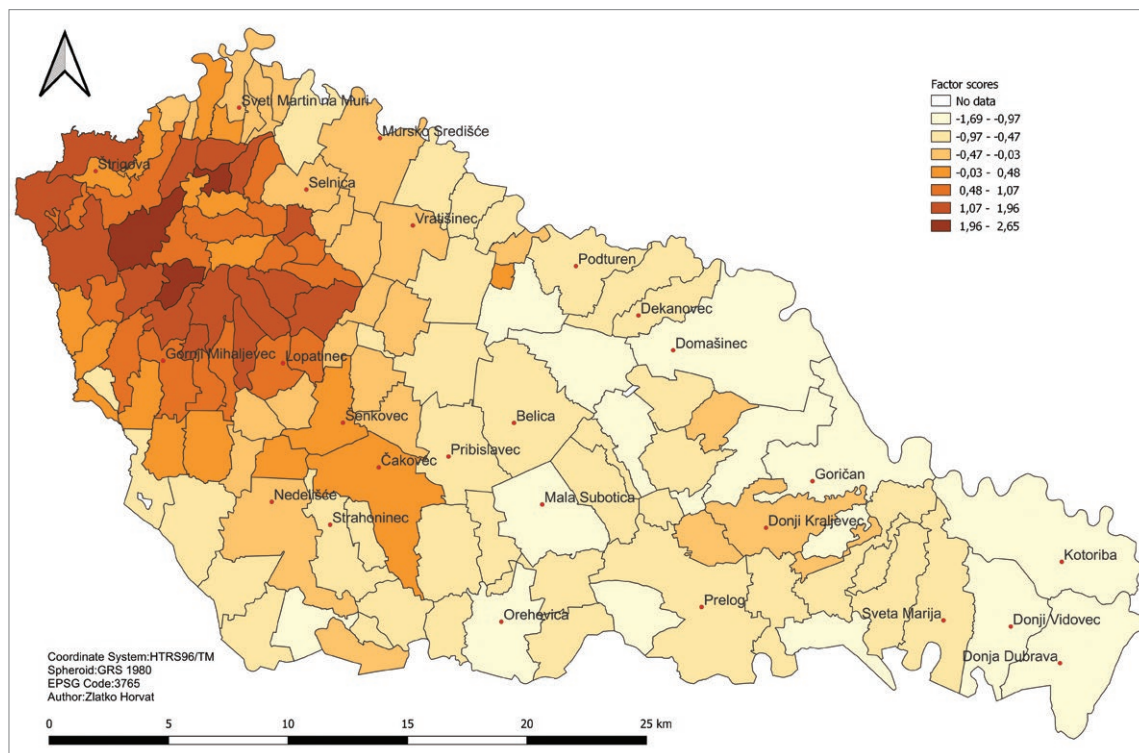 Factor scores
No data
-1,69 - -0,97
-0,97 - -0,47
-0,47 - -0,03
-0,03 - 0,48
0,48 - 1,07
1,07 - 1,96
1,96 - 2,65
Sveti Martin na Muri
Mursko Središće
Štrigova
Selnica
Vratišinec
Podturen
Dekanovec
Domašinec
Gornji Mihaljevec
Lopatinec
Šenkovec
Belica
Pribislavec
Čakovec
Goričan
Nedelišće
Mala Subotica
Strahoninec
Donji Kraljevec
Kotoriba
Prelog
Orehovica
Sveta Marija
Donji Vidovec
Donja Dubrava
Coordinate System:HTRS96/TM
Spheroid:GRS 1980
EPSG Code:3765
Author:Zlatko Horvat
0 5 10 15 20 25 km